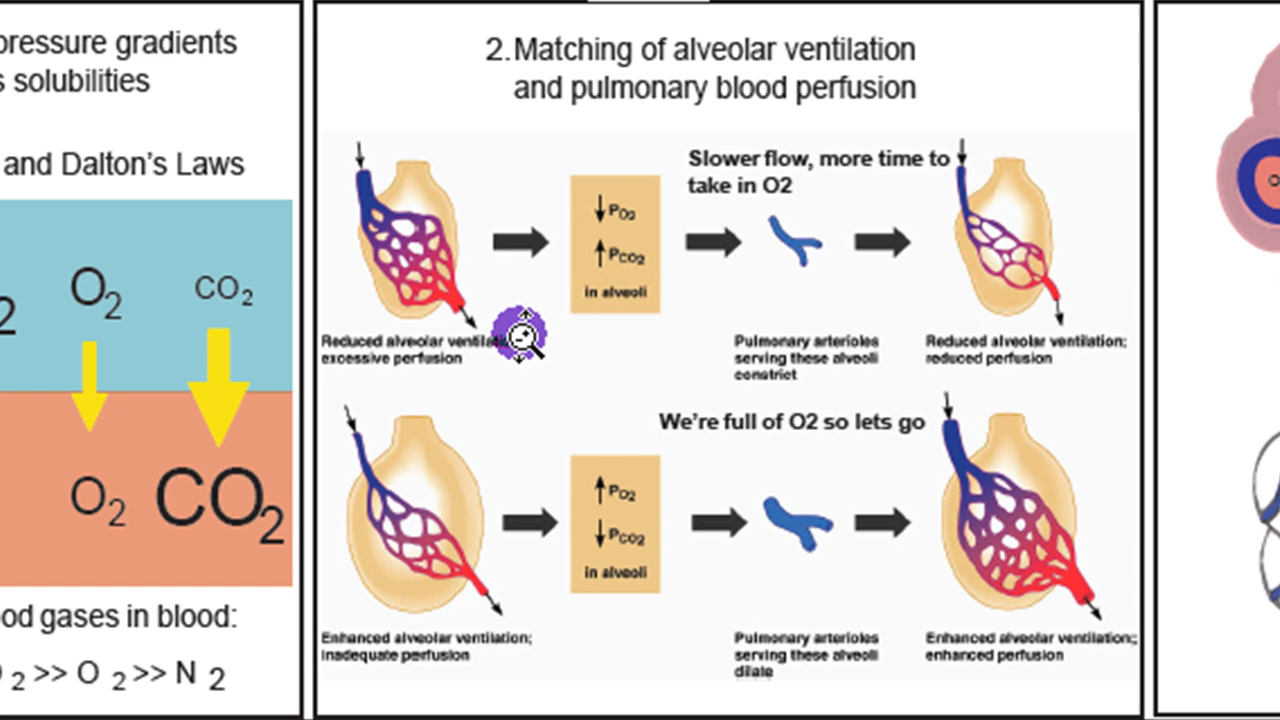 pressure gradients
s solubilities
and Dalton's Laws
2
O2
CO2
O2
CO2
od gases in blood:
2 >> O 2 >> N 2
2. Matching of alveolar ventilation
and pulmonary blood perfusion
Slower flow, more time to
take in O2
↓ PO2
↑ PCO2
in alveoli
Reduced alveolar
excessive perfusion
Pulmonary arterioles
serving these alveoli
constrict
Reduced alveolar ventilation;
reduced perfusion
We're full of O2 so lets go
↑ PO2
↓ PCO2
in alveoli
Enhanced alveolar ventilation;
inadequate perfusion
Pulmonary arterioles
serving these alveoli
dilate
Enhanced alveolar ventilation;
enhanced perfusion